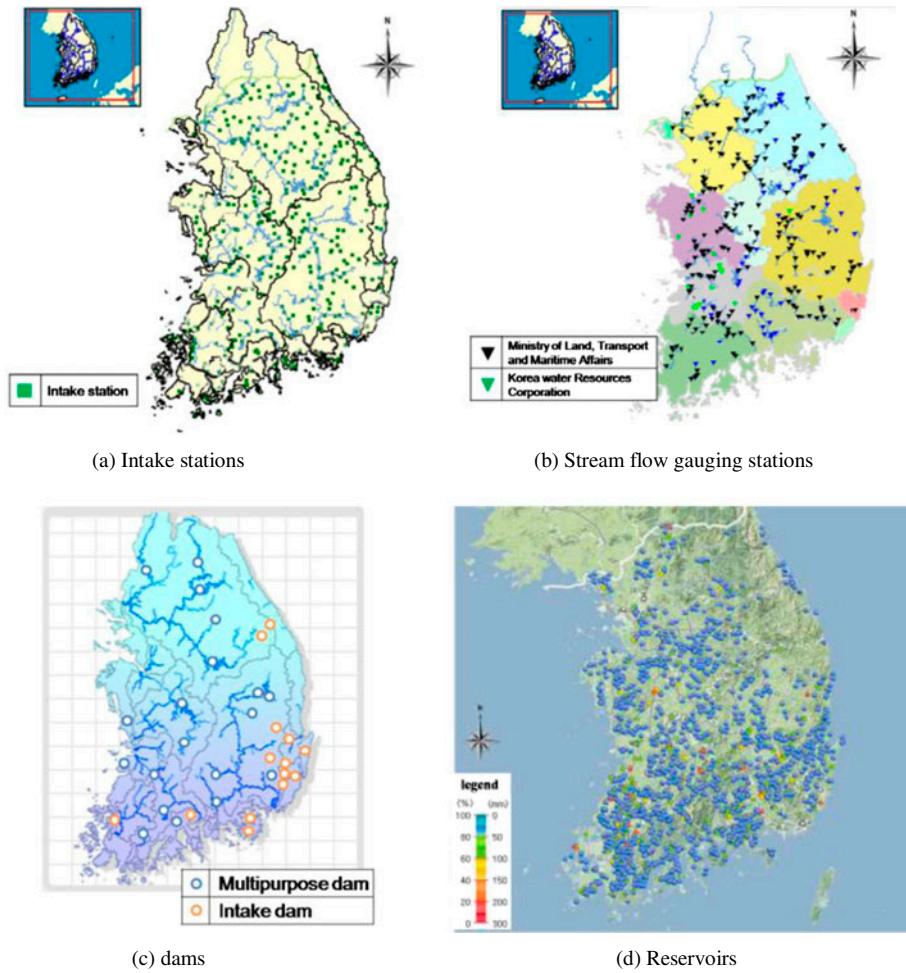 N
Intake station
(a) Intake stations
N
Ministry of Land, Transport
and Maritime Affairs
Korea water Resources
Corporation
(b) Stream flow gauging stations
Multipurpose dam
Intake dam
(c) dams
legend
(%) (mm)
100 0
80 50
60 100
40 150
20 200
0 300
(d) Reservoirs